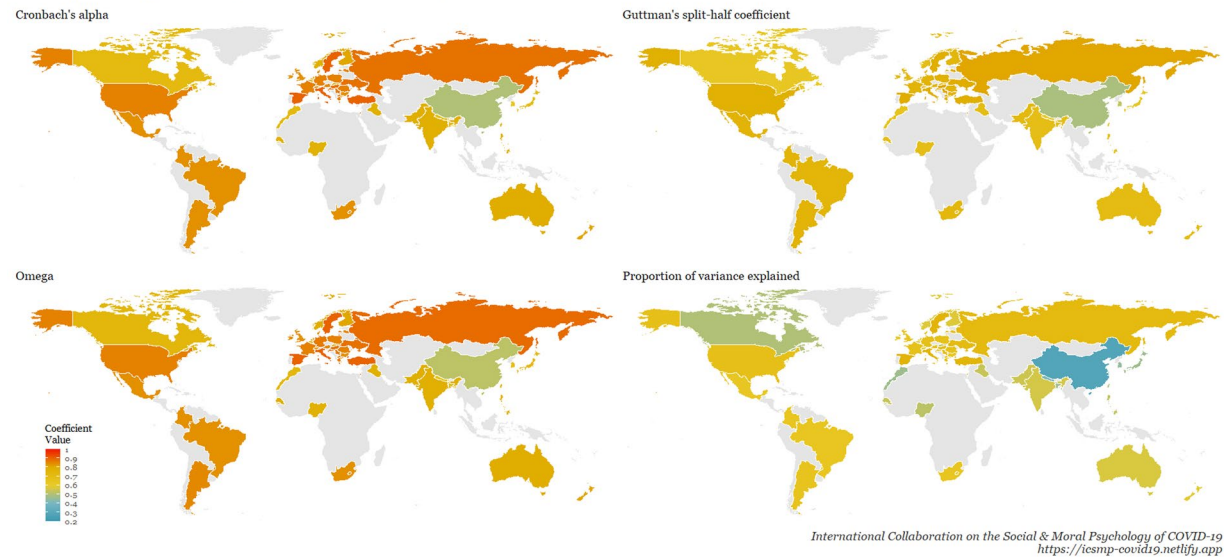 Cronbach's alpha
Guttman's split-half coefficient
Omega
Proportion of variance explained
Coefficient
Value
1
0.9
0.8
0.7
0.6
0.5
0.4
0.3
0.2
International Collaboration on the Social & Moral Psychology of COVID-19
https://icsmp-covid19.netlify.app